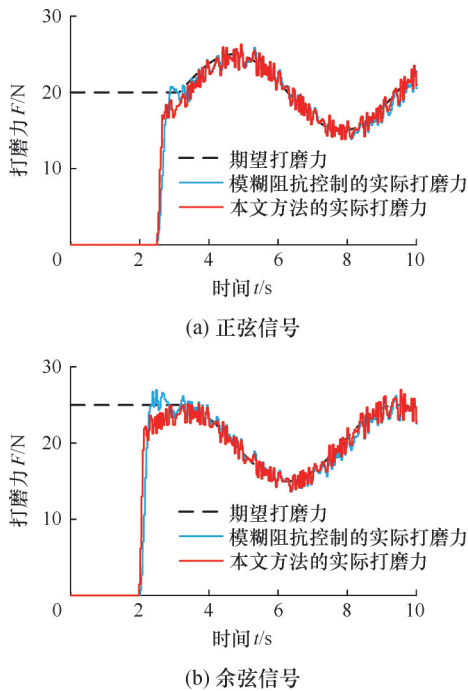 30
20
10
打磨力 F/N
期望打磨力
模糊阻抗控制的实际打磨力
本文方法的实际打磨力
0 2 4 6 8 10
时间 t/s
(a) 正弦信号
30
20
10
打磨力 F/N
期望打磨力
模糊阻抗控制的实际打磨力
本文方法的实际打磨力
0 2 4 6 8 10
时间 t/s
(b) 余弦信号